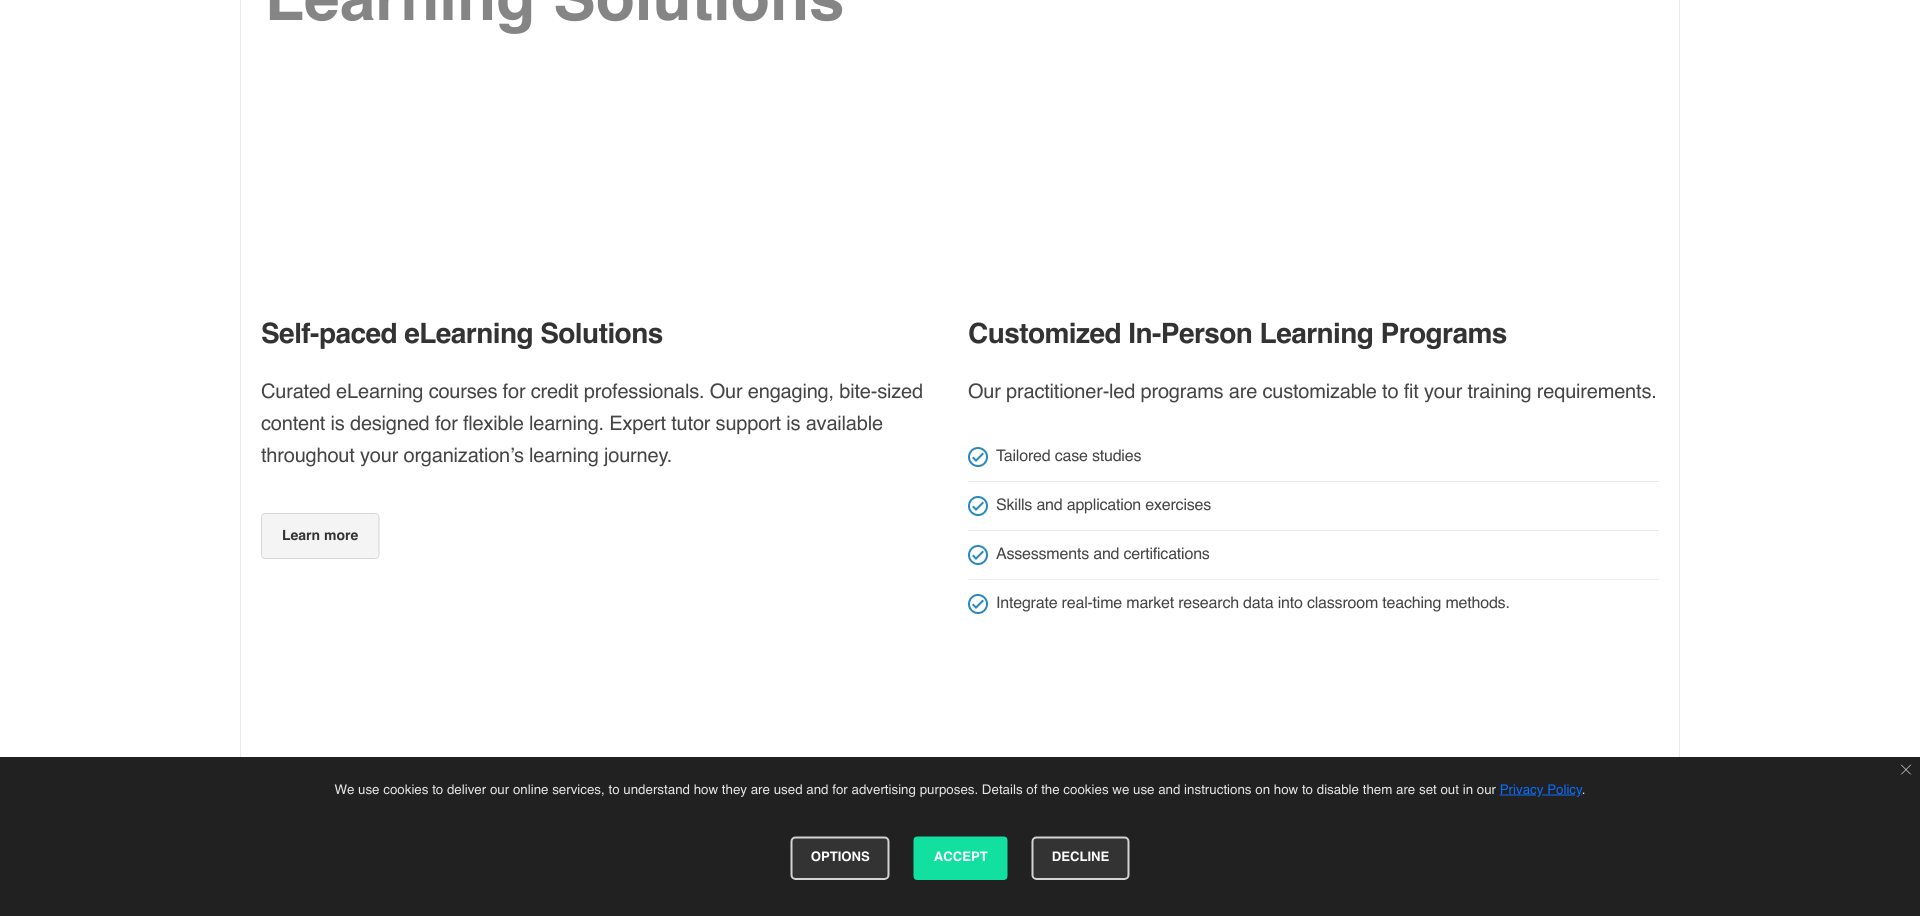 Learning Solutions
Self-paced eLearning Solutions
Curated eLearning courses for credit professionals. Our engaging, bite-sized
content is designed for flexible learning. Expert tutor support is available
throughout your organization’s learning journey.
Learn more
Customized In-Person Learning Programs
Our practitioner-led programs are customizable to fit your training requirements.
Tailored case studies
Skills and application exercises
Assessments and certifications
Integrate real-time market research data into classroom teaching methods.
We use cookies to deliver our online services, to understand how they are used and for advertising purposes. Details of the cookies we use and instructions on how to disable them are set out in our Privacy Policy.
OPTIONS
ACCEPT
DECLINE